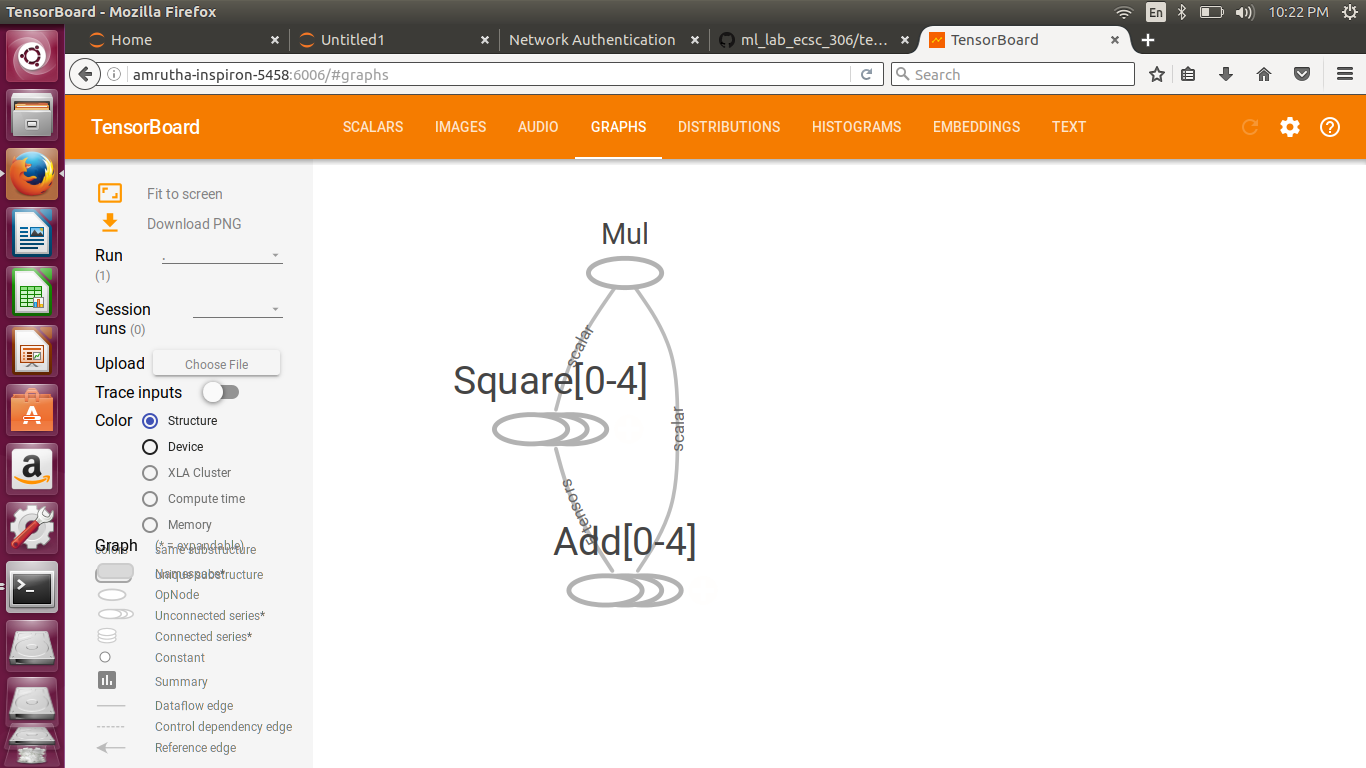 TensorBoard - Mozilla Firefox
En
10:22 PM
Home
Untitled1
Network Authentication
ml_lab_ecsc_306/te...
TensorBoard
amrutha-inspiron-5458:6006/#graphs
Search
TensorBoard
SCALARS
IMAGES
AUDIO
GRAPHS
DISTRIBUTIONS
HISTOGRAMS
EMBEDDINGS
TEXT
Fit to screen
Download PNG
Run
(1)
.
Session
runs (0)
Upload
Choose File
Trace inputs
Color
Structure
Device
XLA Cluster
Compute time
Memory
Graph
(* = expandable)
colors
same substructure
Namespace*
unique substructure
OpNode
Unconnected series*
Connected series*
Constant
Summary
Dataflow edge
Control dependency edge
Reference edge
Mul
scalar
Square[0-4]
scalar
tensors
Add[0-4]